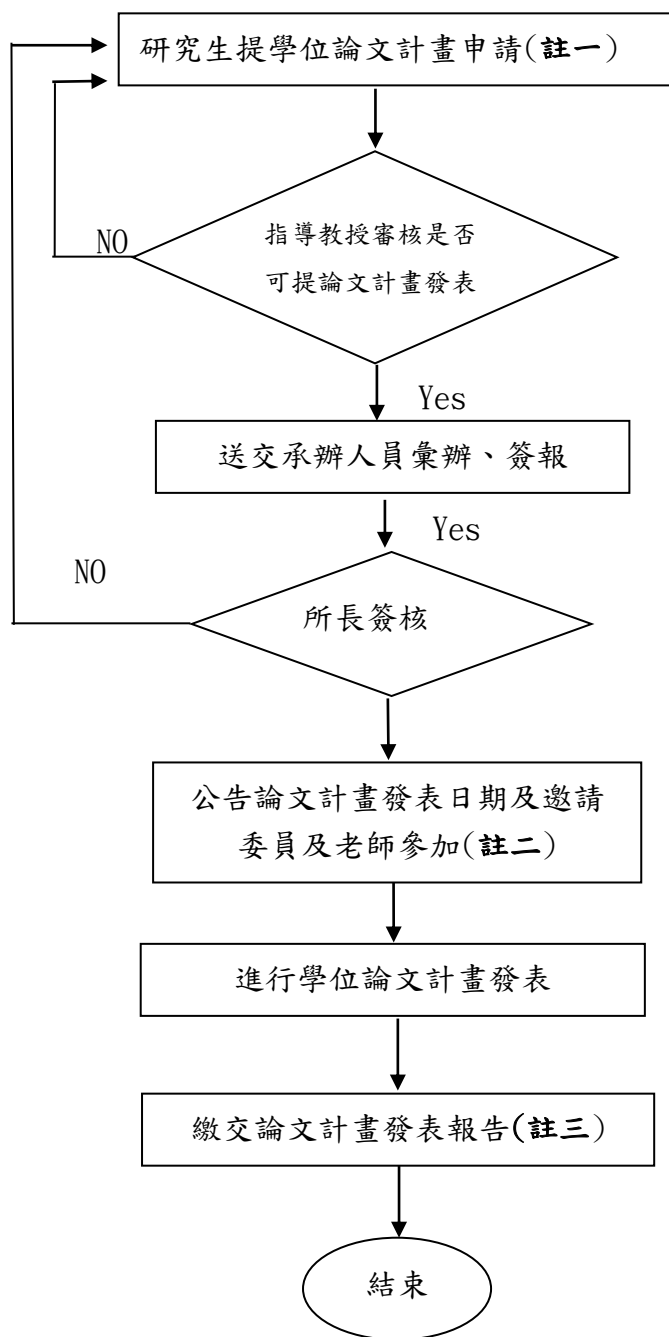 研究生提學位論文計畫申請(註一)
NO
指導教授審核是否
可提論文計畫發表
Yes
送交承辦人員彙辦、簽報
Yes
NO
所長簽核
公告論文計畫發表日期及邀請
委員及老師參加(註二)
進行學位論文計畫發表
繳交論文計畫發表報告(註三)
結束